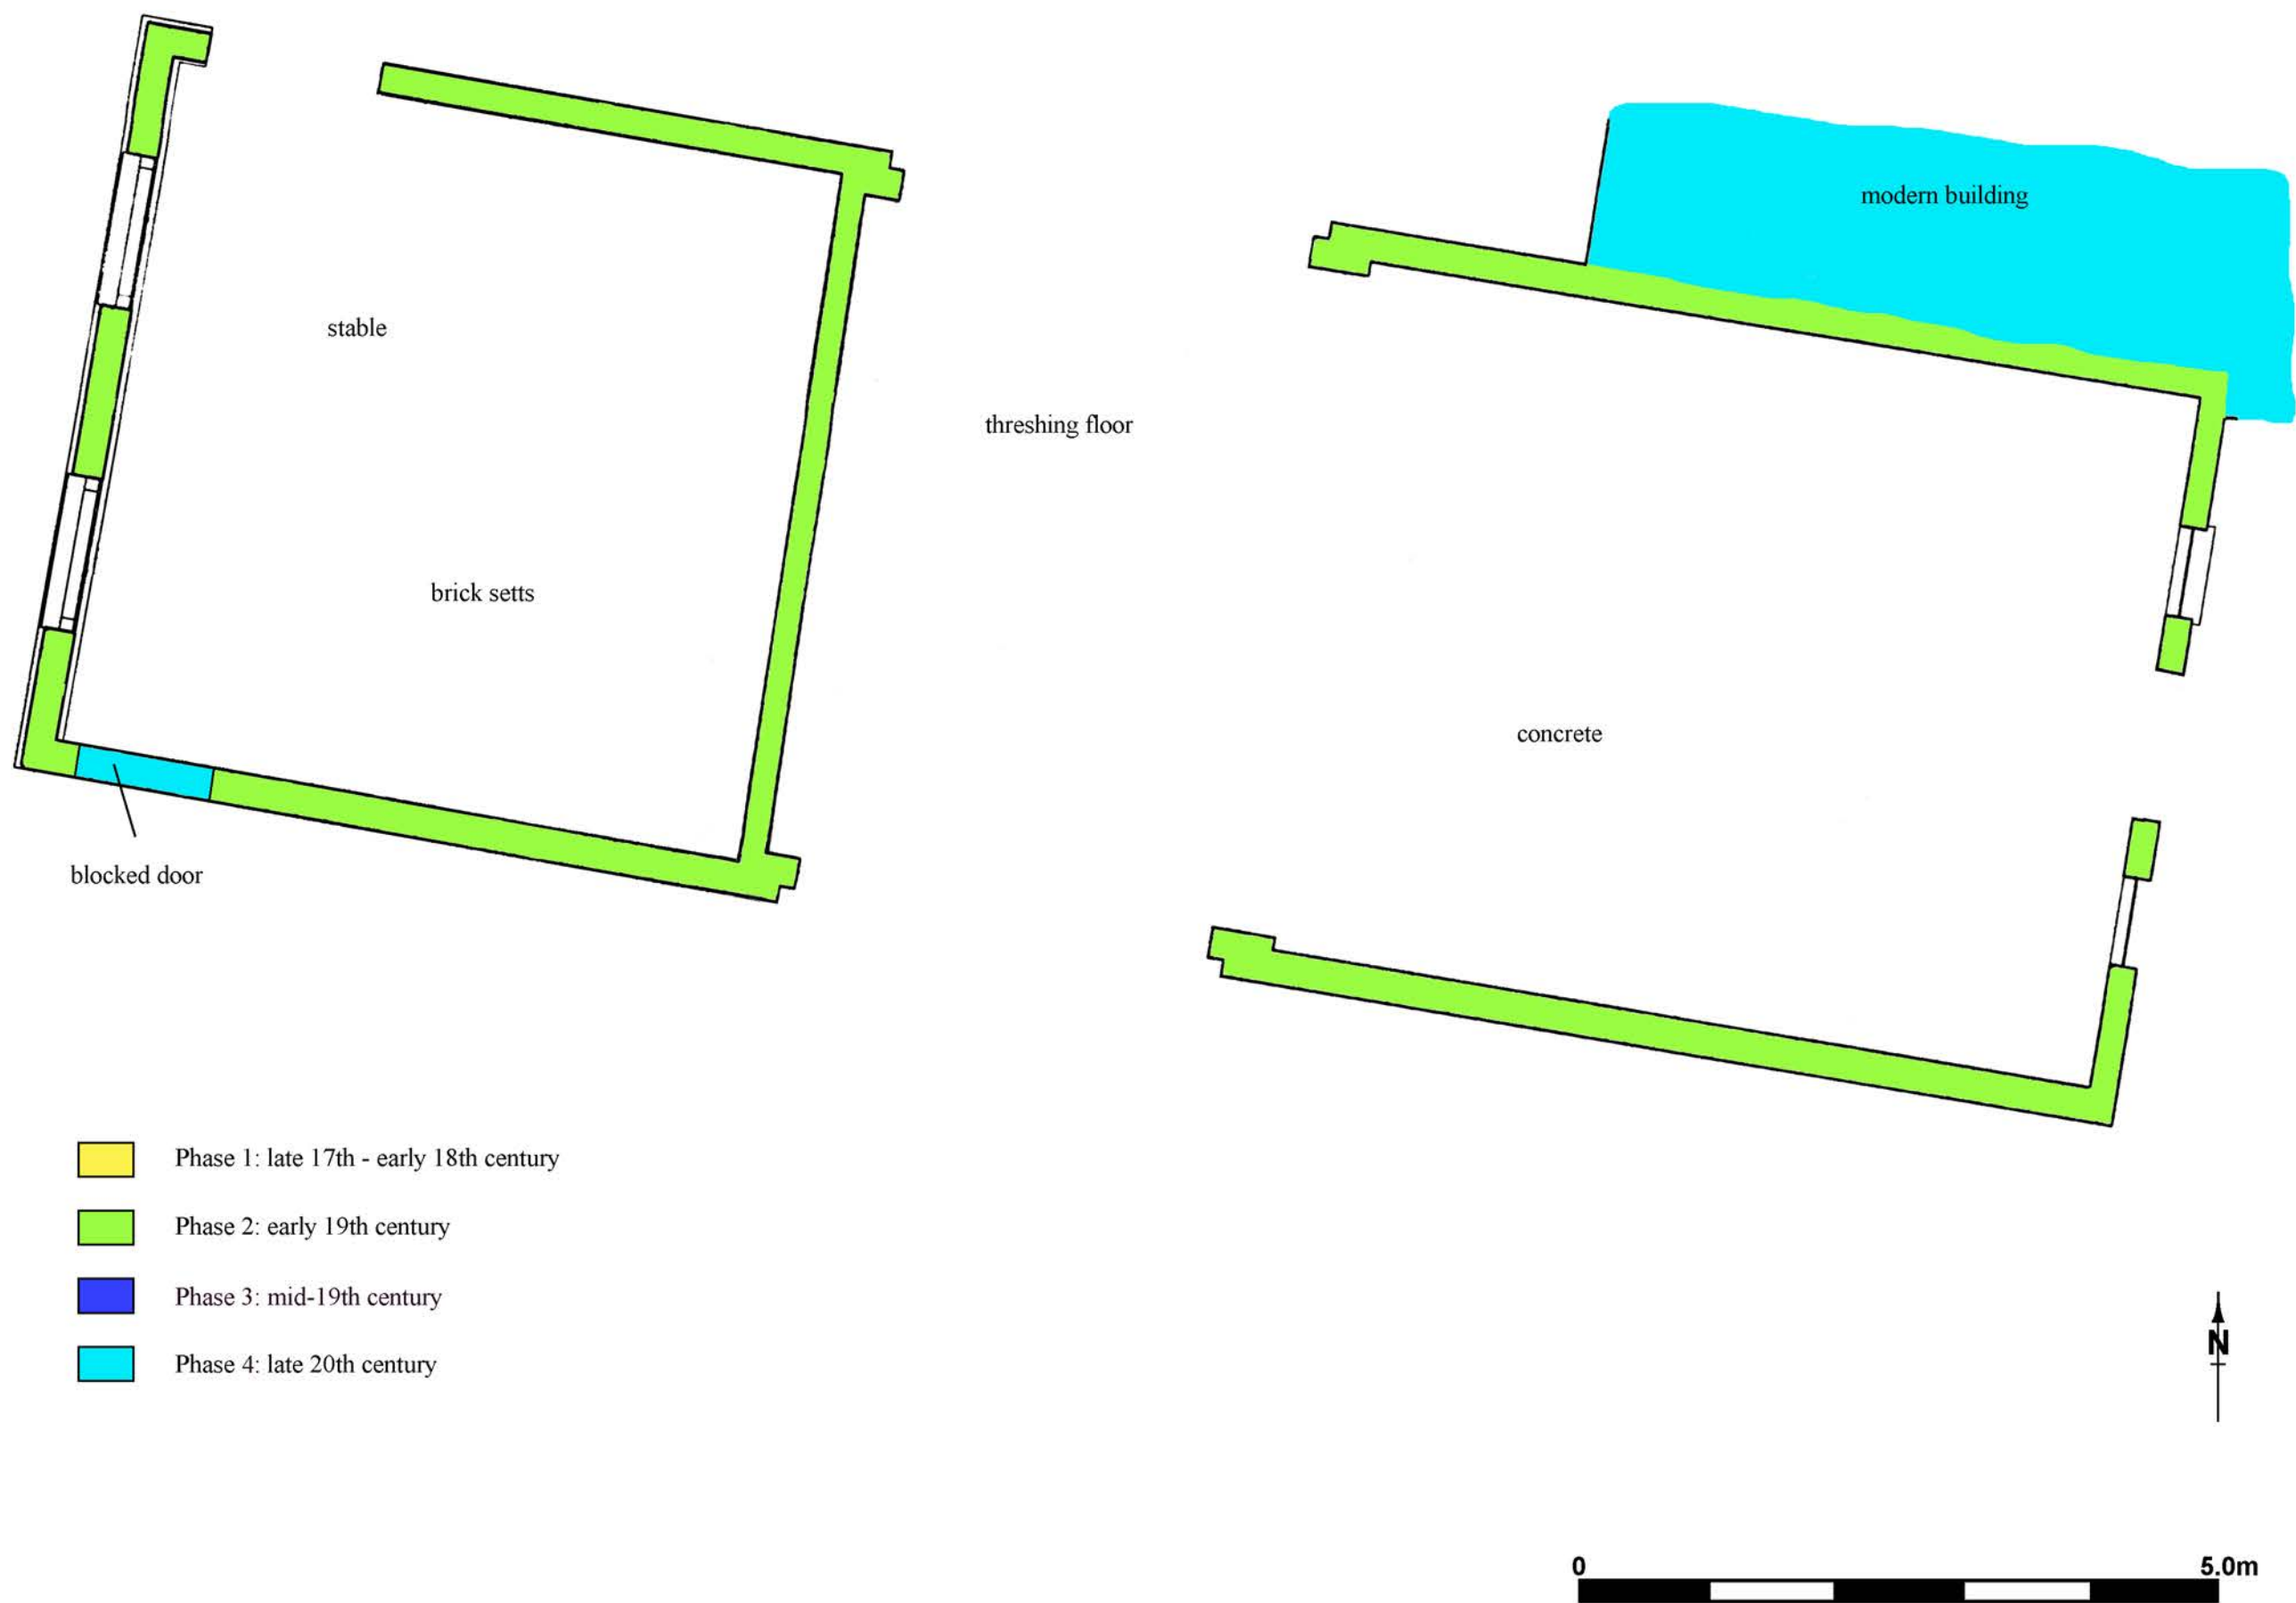 modern building
stable
threshing floor
brick setts
concrete
blocked door
Phase 1: late 17th - early 18th century
Phase 2: early 19th century
Phase 3: mid-19th century
Phase 4: late 20th century
N
0 5.0m